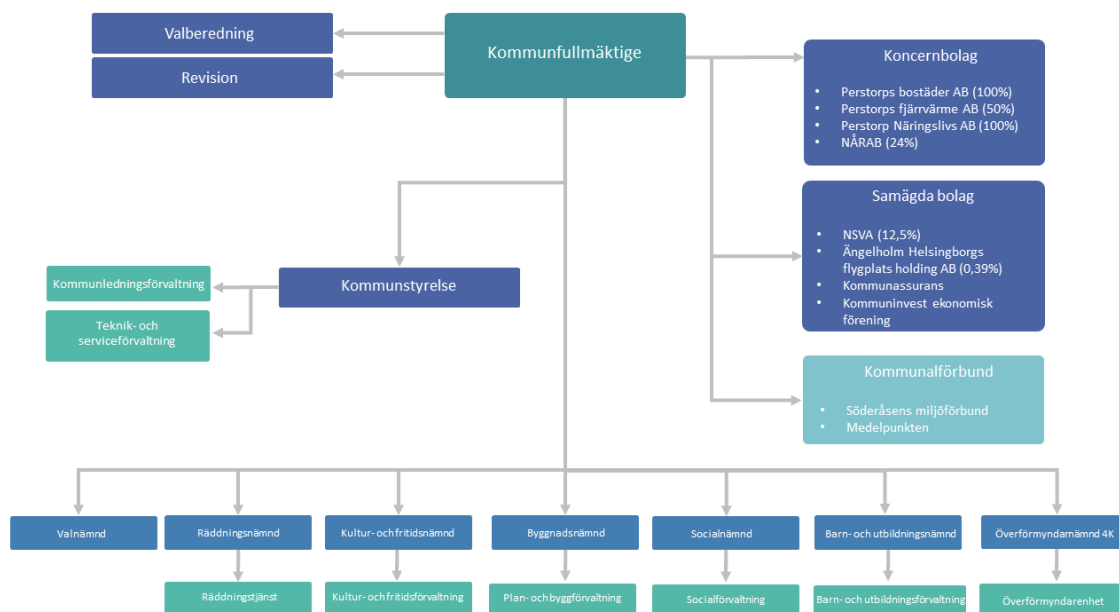 Valberedning
Revision
Kommunfullmäktige
Koncernbolag
• Perstorps bostäder AB (100%)
• Perstorps fjärrvärme AB (50%)
• Perstorp Näringslivs AB (100%)
• NÅRAB (24%)
Samägda bolag
• NSVA (12,5%)
• Ängelholm Helsingborgs
flygplats holding AB (0,39%)
• Kommunassurans
• Kommuninvest ekonomisk
förening
Kommunledningsförvaltning
Teknik- och
serviceförvaltning
Kommunstyrelse
Kommunalförbund
• Söderåsens miljöförbund
• Medelpunkten
Valnämnd
Räddningsnämnd
Kultur- och fritidsnämnd
Byggnadsnämnd
Socialnämnd
Barn- och utbildningsnämnd
Överförmyndarnämnd 4K
Räddningstjänst
Kultur- och fritidsförvaltning
Plan- och byggförvaltning
Socialförvaltning
Barn- och utbildningsförvaltning
Överförmyndarenhet